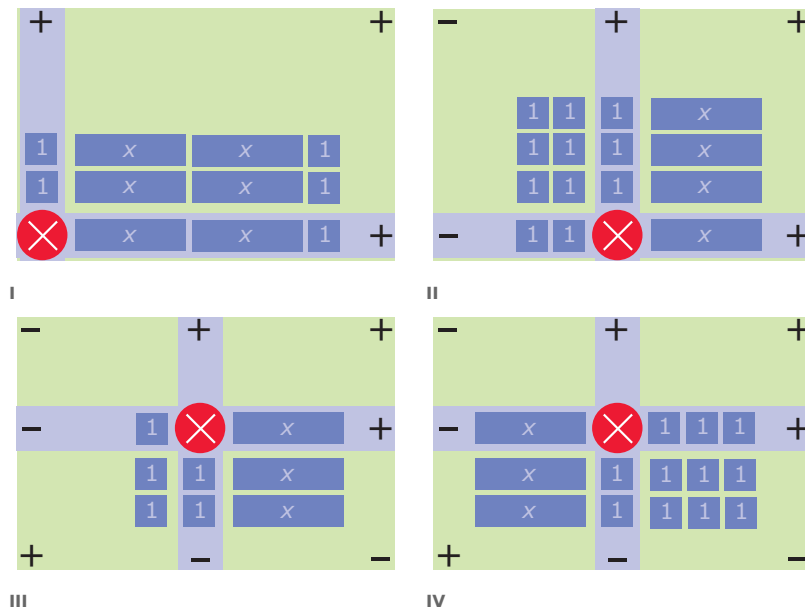 + +
1 x x 1
1 x x 1
× x x 1 +
I
− + +
1 1 1 x
1 1 1 x
1 1 1 x
− 1 1 × x +
II
− + +
− 1 × x +
1 1 x
1 1 x
+ − −
III
− + +
− x × 1 1 1 +
x 1 1 1 1
x 1 1 1 1
+ − −
IV